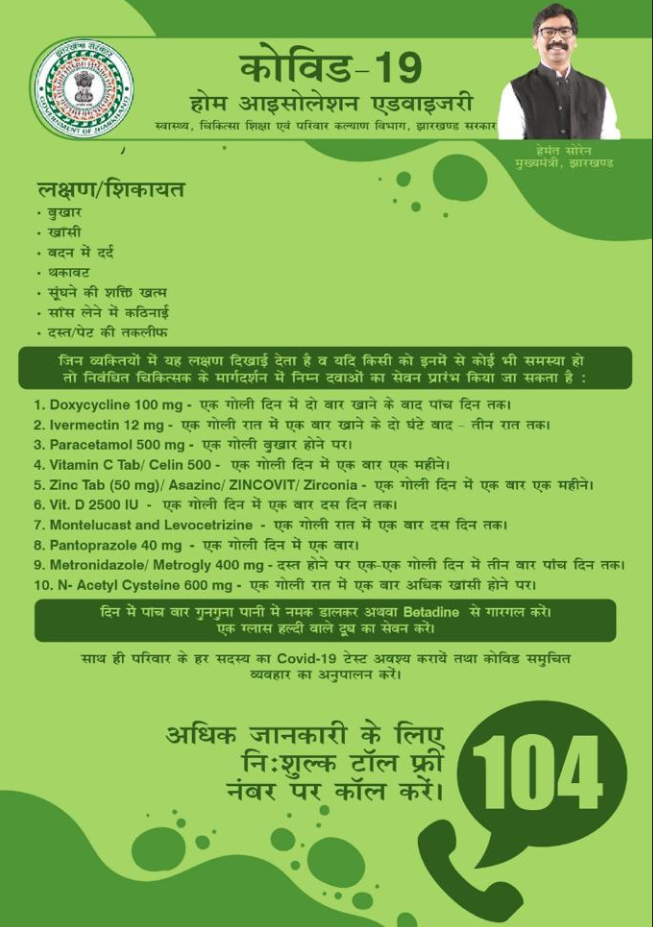 झारखण्ड सरकार
GOVERNMENT OF JHARKHAND
कोविड-19
होम आइसोलेशन एडवाइजरी
स्वास्थ्य, चिकित्सा शिक्षा एवं परिवार कल्याण विभाग, झारखण्ड सरकार
हेमंत सोरेन
मुख्यमंत्री, झारखण्ड
लक्षण/शिकायत
• बुखार
• खाँसी
• बदन में दर्द
• थकावट
• सूंघने की शक्ति खत्म
• साँस लेने में कठिनाई
• दस्त/पेट की तकलीफ
जिन व्यक्तियों में यह लक्षण दिखाई देता है व यदि किसी को इनमें से कोई भी समस्या हो
तो निबंधित चिकित्सक के मार्गदर्शन में निम्न दवाओं का सेवन प्रारंभ किया जा सकता है :
1. Doxycycline 100 mg - एक गोली दिन में दो बार खाने के बाद पांच दिन तक।
2. Ivermectin 12 mg - एक गोली रात में एक बार खाने के दो घंटे बाद - तीन रात तक।
3. Paracetamol 500 mg - एक गोली बुखार होने पर।
4. Vitamin C Tab/ Celin 500 - एक गोली दिन में एक बार एक महीने।
5. Zinc Tab (50 mg)/ Asazinc/ ZINCOVIT/ Zirconia - एक गोली दिन में एक बार एक महीने।
6. Vit. D 2500 IU - एक गोली दिन में एक बार दस दिन तक।
7. Montelucast and Levocetrizine - एक गोली रात में एक बार दस दिन तक।
8. Pantoprazole 40 mg - एक गोली दिन में एक बार।
9. Metronidazole/ Metrogly 400 mg - दस्त होने पर एक-एक गोली दिन में तीन बार पांच दिन तक।
10. N- Acetyl Cysteine 600 mg - एक गोली रात में एक बार अधिक खाँसी होने पर।
दिन में पांच बार गुनगुना पानी में नमक डालकर अथवा Betadine से गारगल करें।
एक ग्लास हल्दी वाले दूध का सेवन करें।
साथ ही परिवार के हर सदस्य का Covid-19 टेस्ट अवश्य करायें तथा कोविड समुचित
व्यवहार का अनुपालन करें।
अधिक जानकारी के लिए
नि:शुल्क टॉल फ्री
नंबर पर कॉल करें।
104